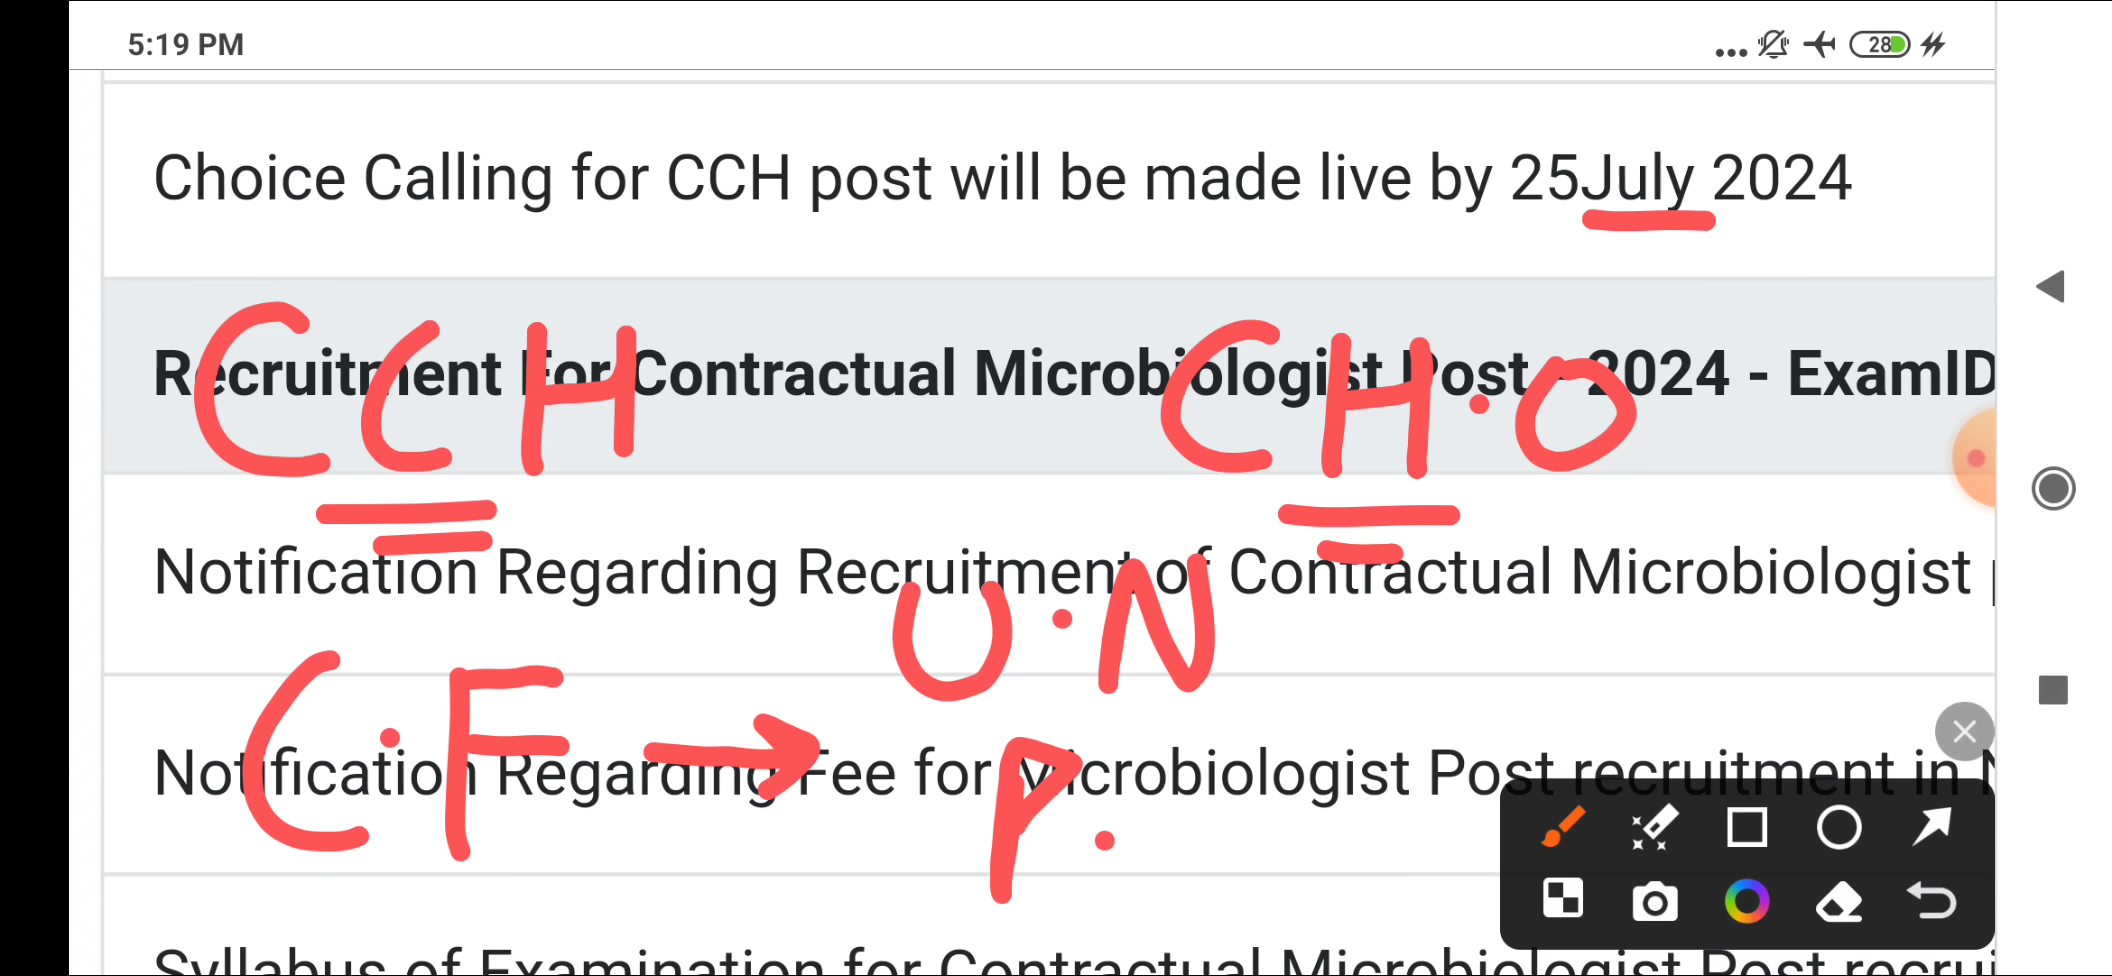 5:19 PM
28
Choice Calling for CCH post will be made live by 25July 2024
Recruitment For Contractual Microbiologist Post - 2024 - ExamID
CCH CH.O
Notification Regarding Recruitment of Contractual Microbiologist
U.N
C.F → P.
Notification Regarding Fee for Microbiologist Post recruitment in
Syllabus of Examination for Contractual Microbiologist Post recrui